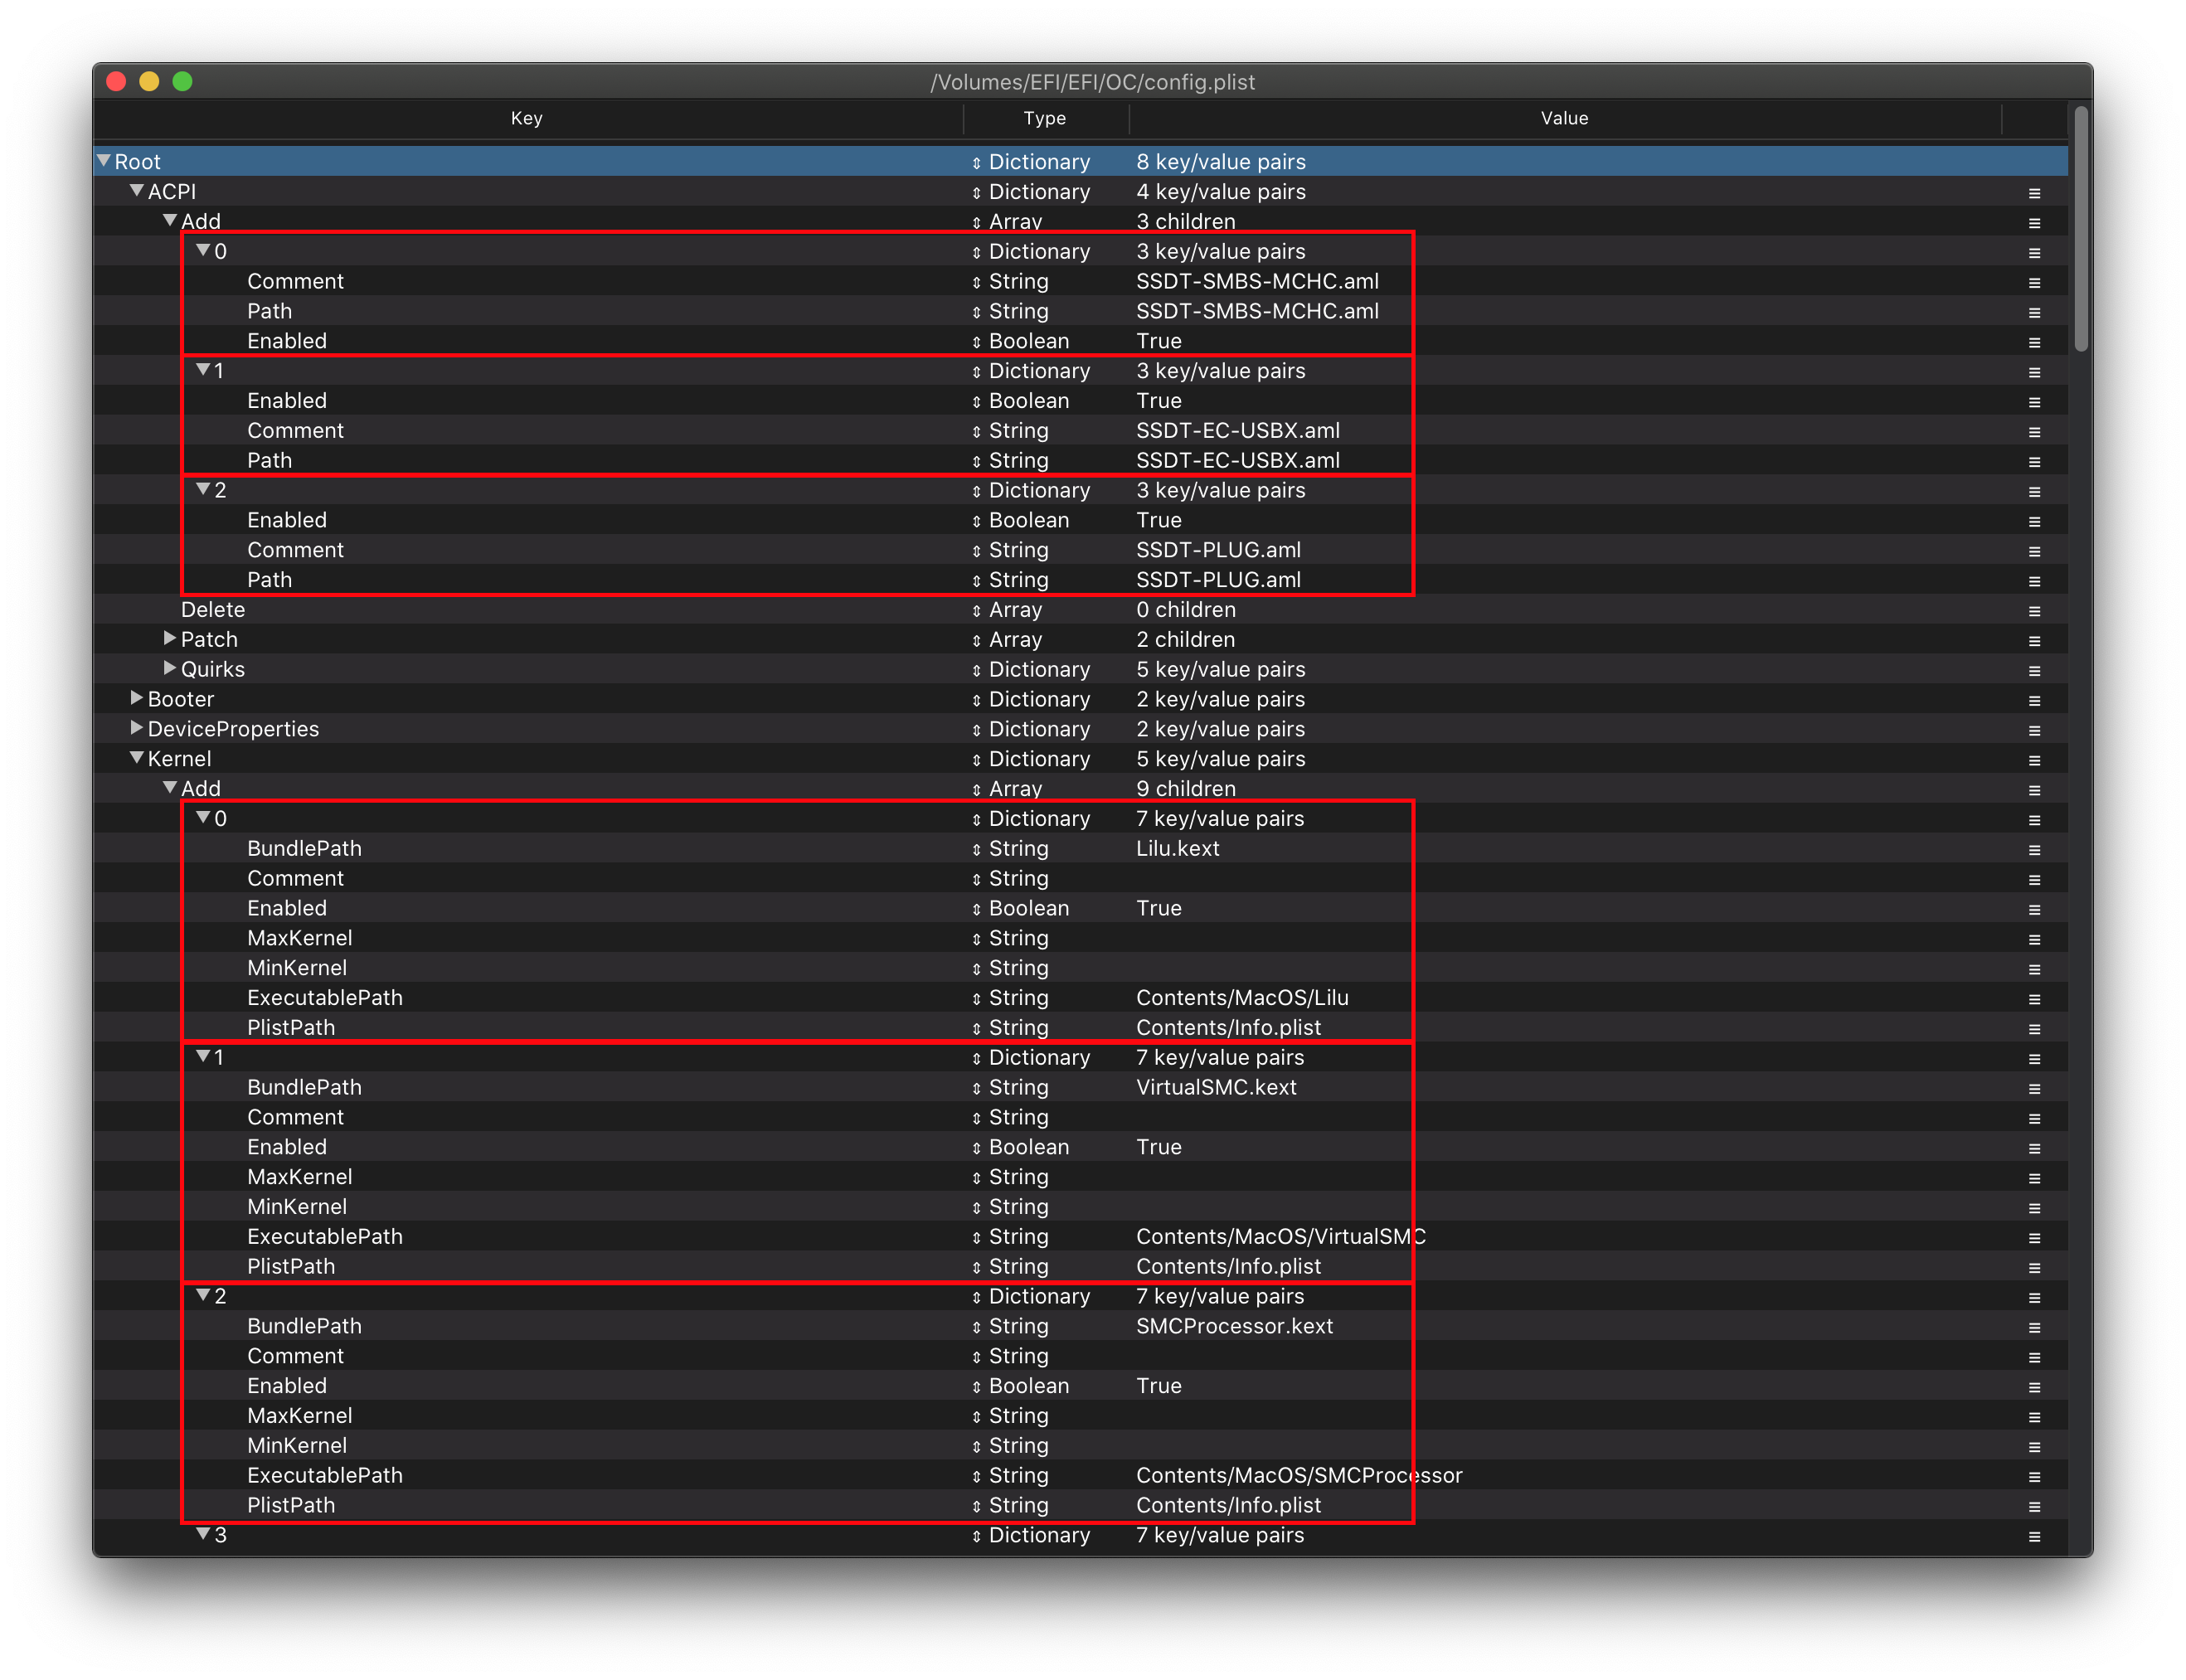 /Volumes/EFI/EFI/OC/config.plist
Key Type Value
Root Dictionary 8 key/value pairs
ACPI Dictionary 4 key/value pairs
Add Array 3 children
0 Dictionary 3 key/value pairs
Comment String SSDT-SMBS-MCHC.aml
Path String SSDT-SMBS-MCHC.aml
Enabled Boolean True
1 Dictionary 3 key/value pairs
Enabled Boolean True
Comment String SSDT-EC-USBX.aml
Path String SSDT-EC-USBX.aml
2 Dictionary 3 key/value pairs
Enabled Boolean True
Comment String SSDT-PLUG.aml
Path String SSDT-PLUG.aml
Delete Array 0 children
Patch Array 2 children
Quirks Dictionary 5 key/value pairs
Booter Dictionary 2 key/value pairs
DeviceProperties Dictionary 2 key/value pairs
Kernel Dictionary 5 key/value pairs
Add Array 9 children
0 Dictionary 7 key/value pairs
BundlePath String Lilu.kext
Comment String
Enabled Boolean True
MaxKernel String
MinKernel String
ExecutablePath String Contents/MacOS/Lilu
PlistPath String Contents/Info.plist
1 Dictionary 7 key/value pairs
BundlePath String VirtualSMC.kext
Comment String
Enabled Boolean True
MaxKernel String
MinKernel String
ExecutablePath String Contents/MacOS/VirtualSMC
PlistPath String Contents/Info.plist
2 Dictionary 7 key/value pairs
BundlePath String SMCProcessor.kext
Comment String
Enabled Boolean True
MaxKernel String
MinKernel String
ExecutablePath String Contents/MacOS/SMCProcessor
PlistPath String Contents/Info.plist
3 Dictionary 7 key/value pairs